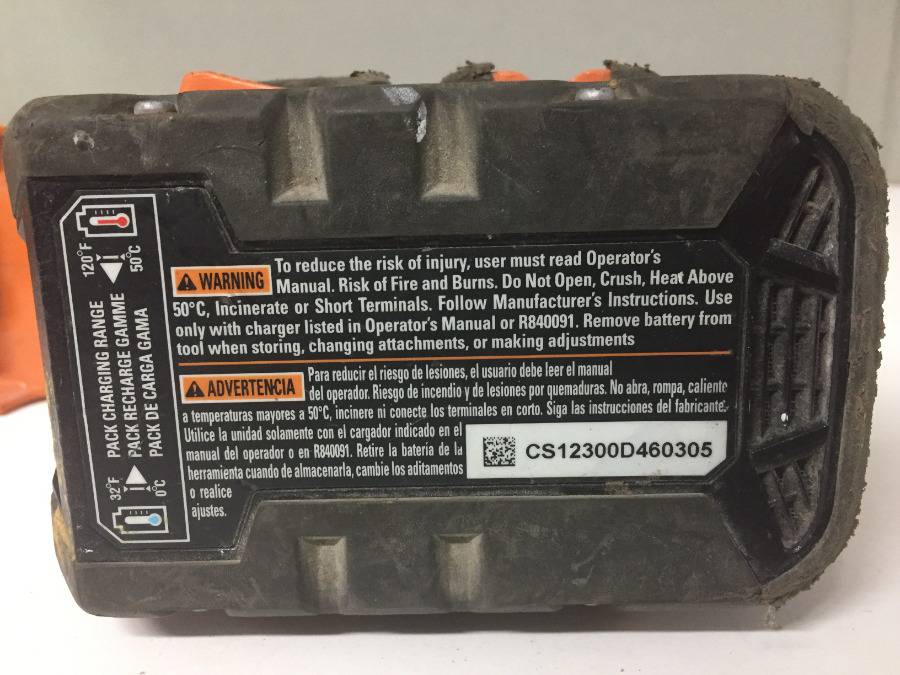 120°F
50°C
PACK CHARGING RANGE
PACK RECHARGE GAMME
PACK DE CARGA GAMA
32°F
0°C
WARNING To reduce the risk of injury, user must read Operator's
Manual. Risk of Fire and Burns. Do Not Open, Crush, Heat Above
50°C, Incinerate or Short Terminals. Follow Manufacturer's Instructions. Use
only with charger listed in Operator's Manual or R840091. Remove battery from
tool when storing, changing attachments, or making adjustments
ADVERTENCIA Para reducir el riesgo de lesiones, el usuario debe leer el manual
del operador. Riesgo de incendio y de lesiones por quemaduras. No abra, rompa, caliente
a temperaturas mayores a 50°C, incinere ni conecte los terminales en corto. Siga las instrucciones del fabricante.
Utilice la unidad solamente con el cargador indicado en el
manual del operador o en R840091. Retire la batería de la
herramienta cuando de almacenarla, cambie los aditamentos
o realice
ajustes.
CS12300D460305